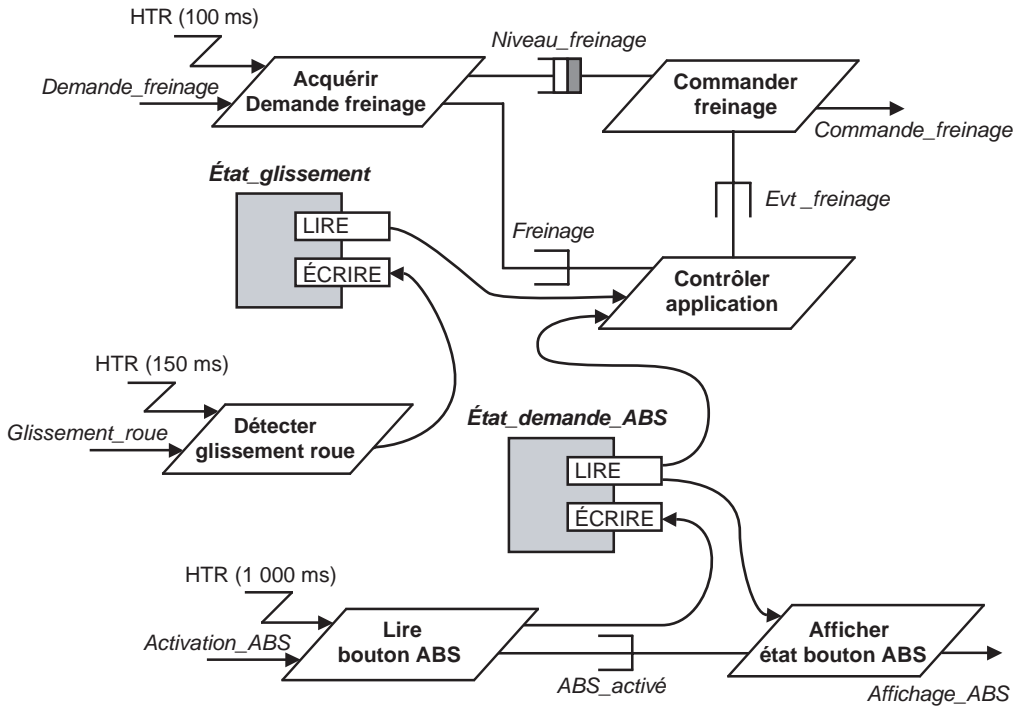 HTR (100 ms)
Demande_freinage
Acquérir
Demande freinage
Niveau_freinage
Commander
freinage
Commande_freinage
État_glissement
LIRE
ÉCRIRE
Freinage
Evt _freinage
Contrôler
application
HTR (150 ms)
Glissement_roue
Détecter
glissement roue
État_demande_ABS
LIRE
ÉCRIRE
HTR (1 000 ms)
Activation_ABS
Lire
bouton ABS
ABS_activé
Afficher
état bouton ABS
Affichage_ABS